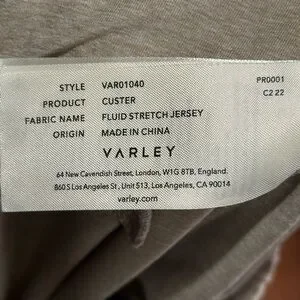 STYLE VAR01040 PR0001
PRODUCT CUSTER C2 22
FABRIC NAME FLUID STRETCH JERSEY
ORIGIN MADE IN CHINA
VARLEY
64 New Cavendish Street, London, W1G 8TB, England.
860 S Los Angeles St , Unit 513, Los Angeles, CA 90014
varley.com